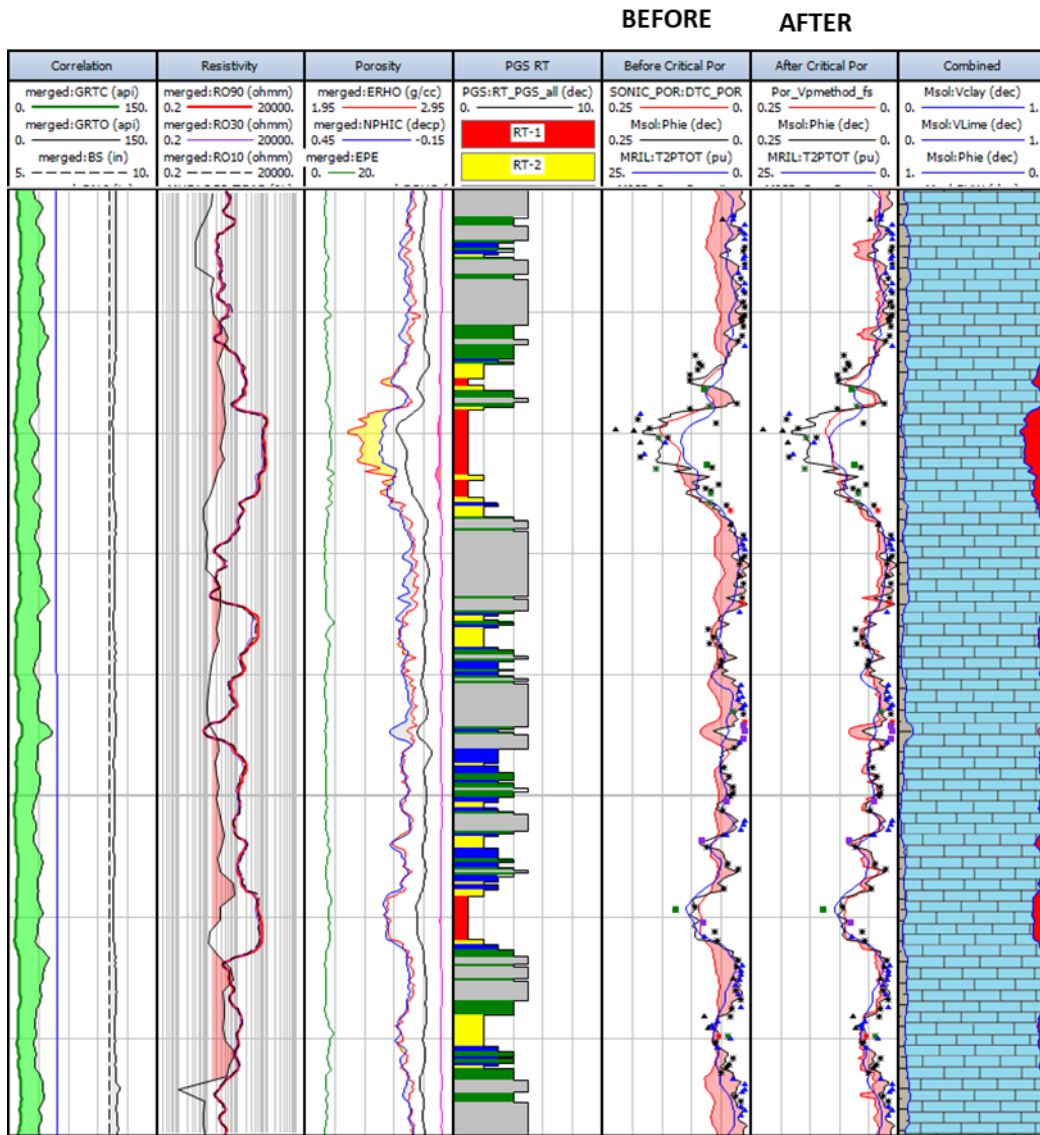 BEFORE AFTER
Correlation Resistivity Porosity PGS RT Before Critical Por After Critical Por Combined
merged:GRTC (api) merged:RO90 (ohmm) merged:ERHO (g/cc) PGS:RT_PGS_all (dec) SONIC_POR:DTC_POR Por_Vpmethod_fs Msol:Vclay (dec)
0. 150. 0.2 20000. 1.95 2.95 0. 10. 0.25 0. 0.25 0. 0. 1.
merged:GRTO (api) merged:RO30 (ohmm) merged:NPHIC (decp) RT-1 Msol:Phie (dec) Msol:Phie (dec) Msol:VLime (dec)
0. 150. 0.2 20000. 0.45 -0.15 0.25 0. 0.25 0. 0. 1.
merged:BS (in) merged:RO10 (ohmm) merged:EPE RT-2 MRIL:T2PTOT (pu) MRIL:T2PTOT (pu) Msol:Phie (dec)
5. 10. 0.2 20000. 0. 20. 25. 0. 25. 0. 1. 0.